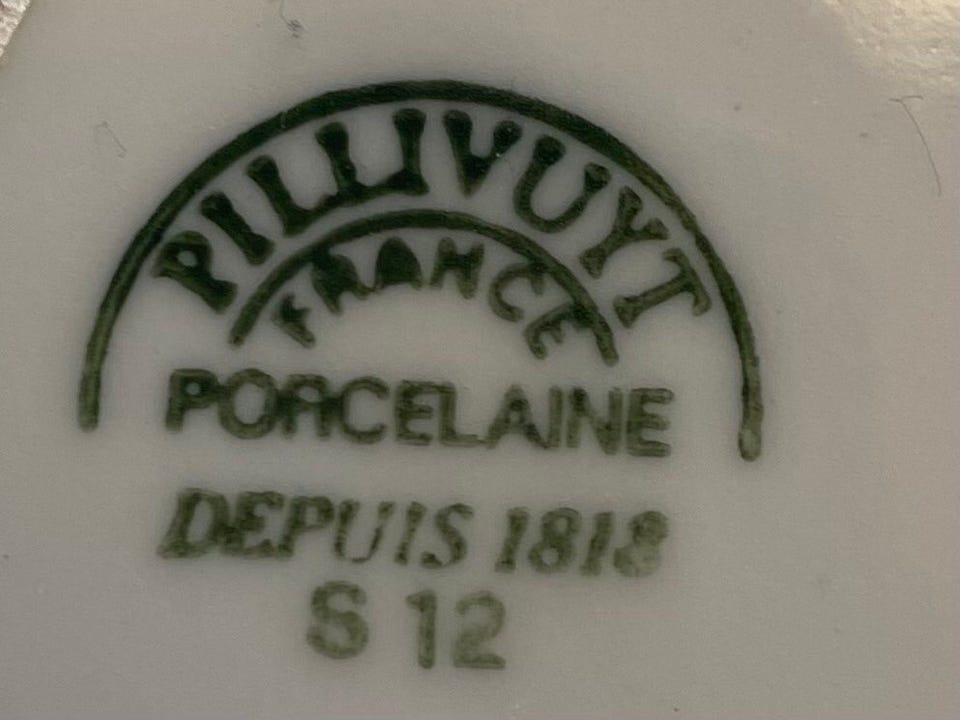 PILLIVUYT
FRANCE
PORCELAINE
DEPUIS 1818
S 12